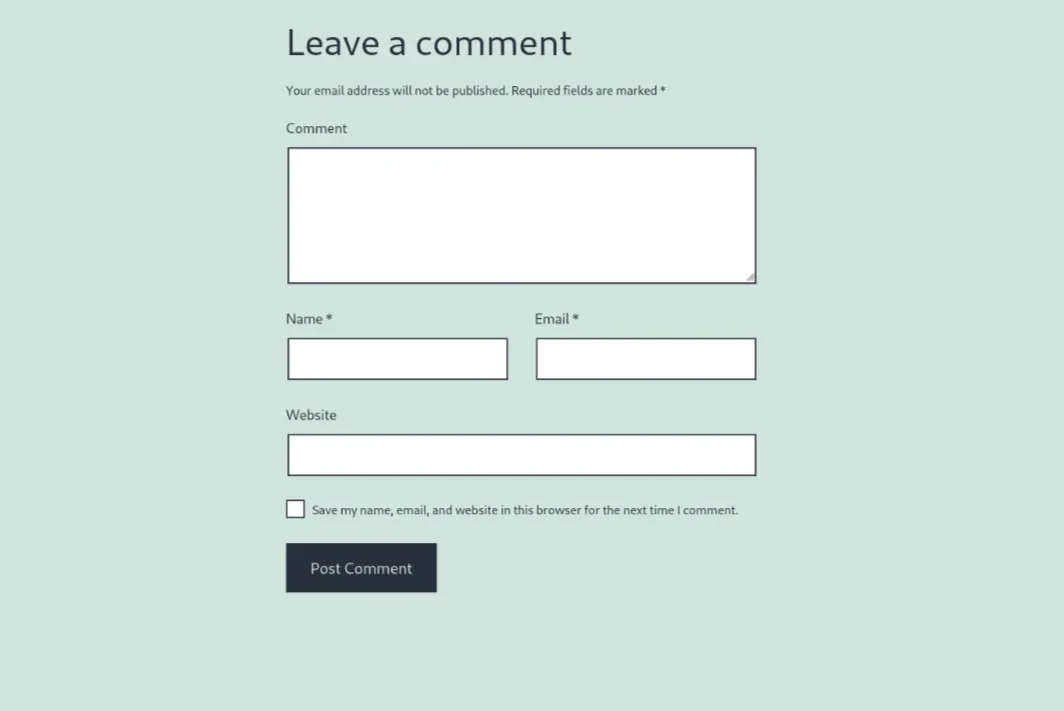 Leave a comment
Your email address will not be published. Required fields are marked *
Comment
Name * Email *
Website
Save my name, email, and website in this browser for the next time I comment.
Post Comment